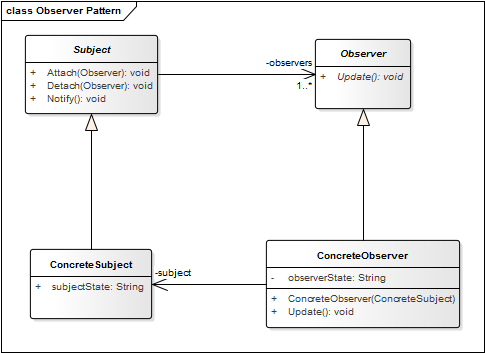 class Observer Pattern
Subject
+ Attach(Observer): void
+ Detach(Observer): void
+ Notify(): void
-observers
1..*
Observer
+ Update(): void
ConcreteSubject
+ subjectState: String
-subject
ConcreteObserver
- observerState: String
+ ConcreteObserver(ConcreteSubject)
+ Update(): void